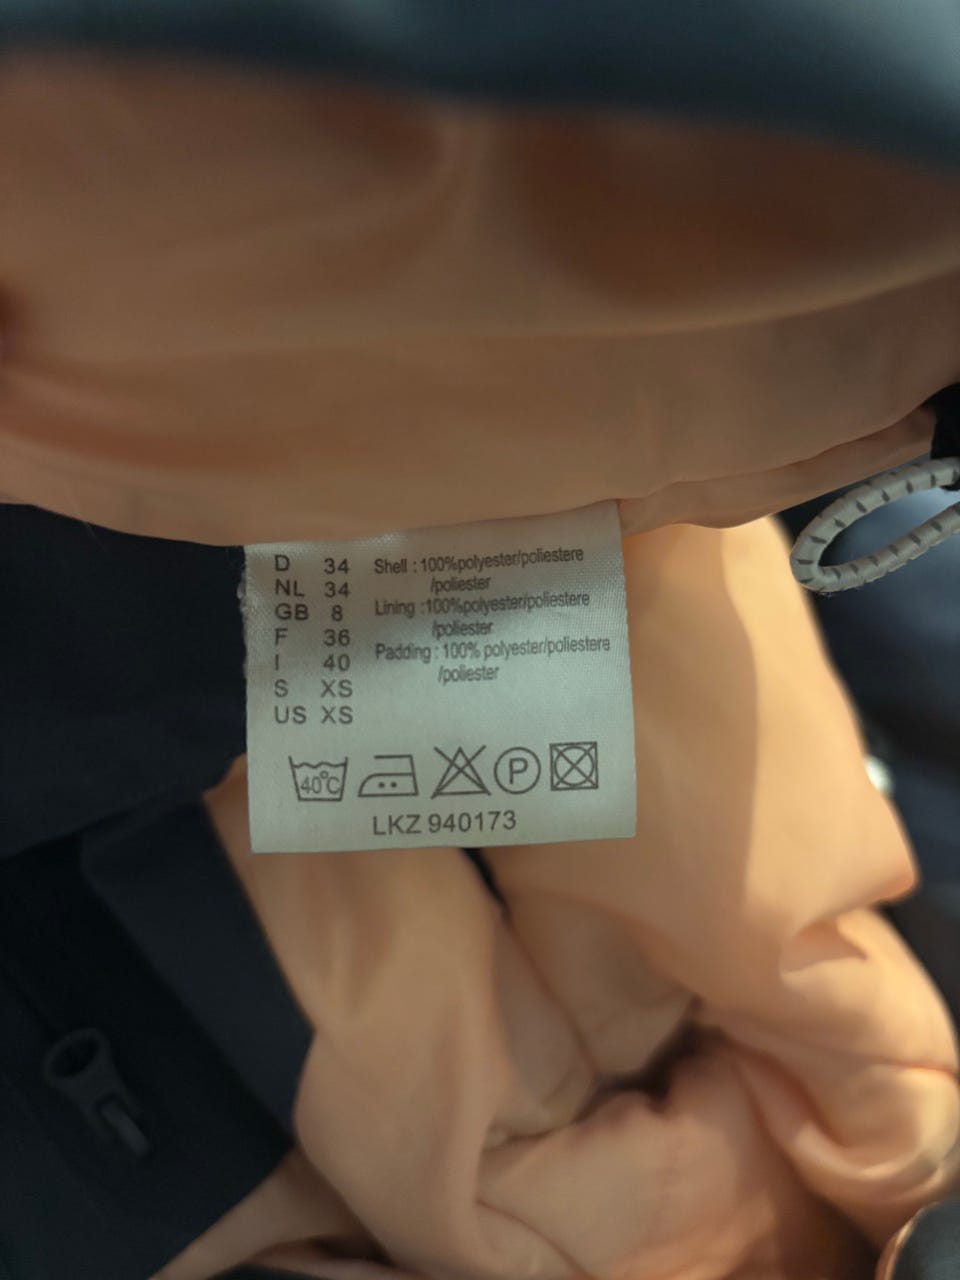 D 34
NL 34
GB 8
F 36
I 40
S XS
US XS
Shell : 100%polyester/poliestere
/poliester
Lining :100%polyester/poliestere
/poliester
Padding : 100% polyester/poliestere
/poliester
40°C P
LKZ 940173